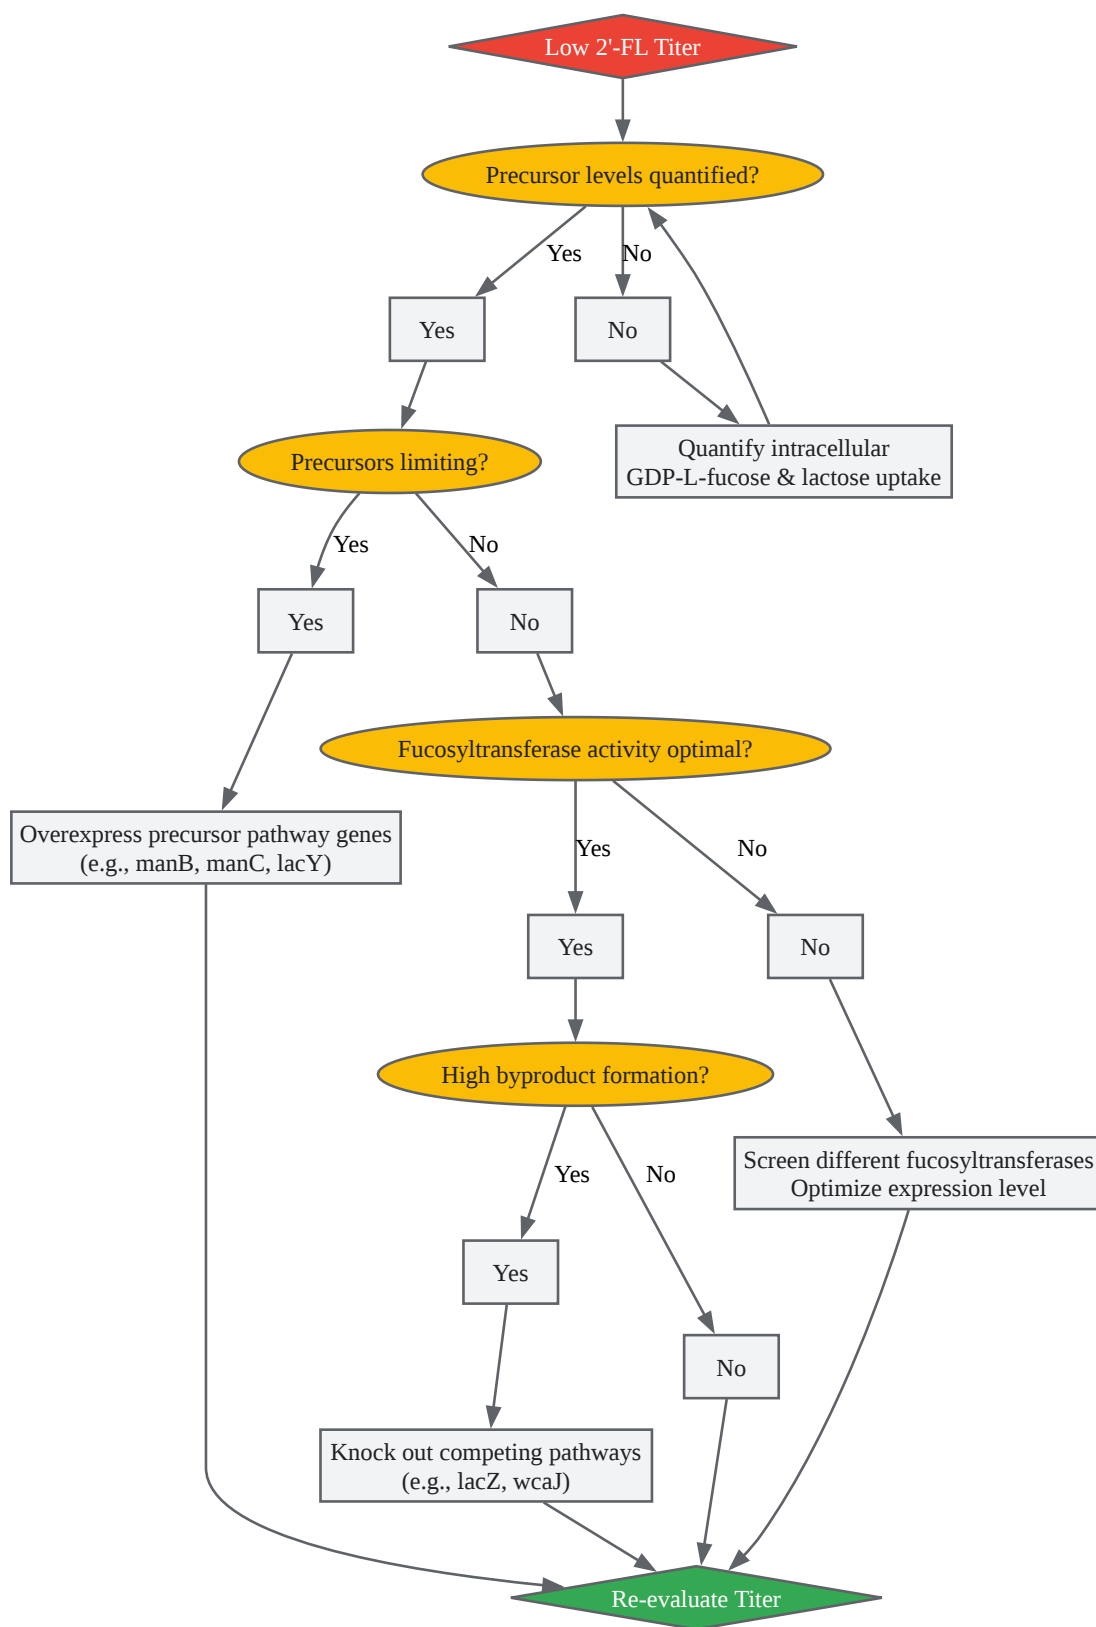 Low 2'-FL Titer
Precursor levels quantified?
Yes
No
Yes
No
Quantify intracellular
GDP-L-fucose & lactose uptake
Precursors limiting?
Yes
No
Yes
No
Fucosyltransferase activity optimal?
Overexpress precursor pathway genes
(e.g., manB, manC, lacY)
Yes
No
Yes
No
High byproduct formation?
Yes
No
Screen different fucosyltransferases
Optimize expression level
Yes
No
Knock out competing pathways
(e.g., lacZ, wcaJ)
Re-evaluate Titer